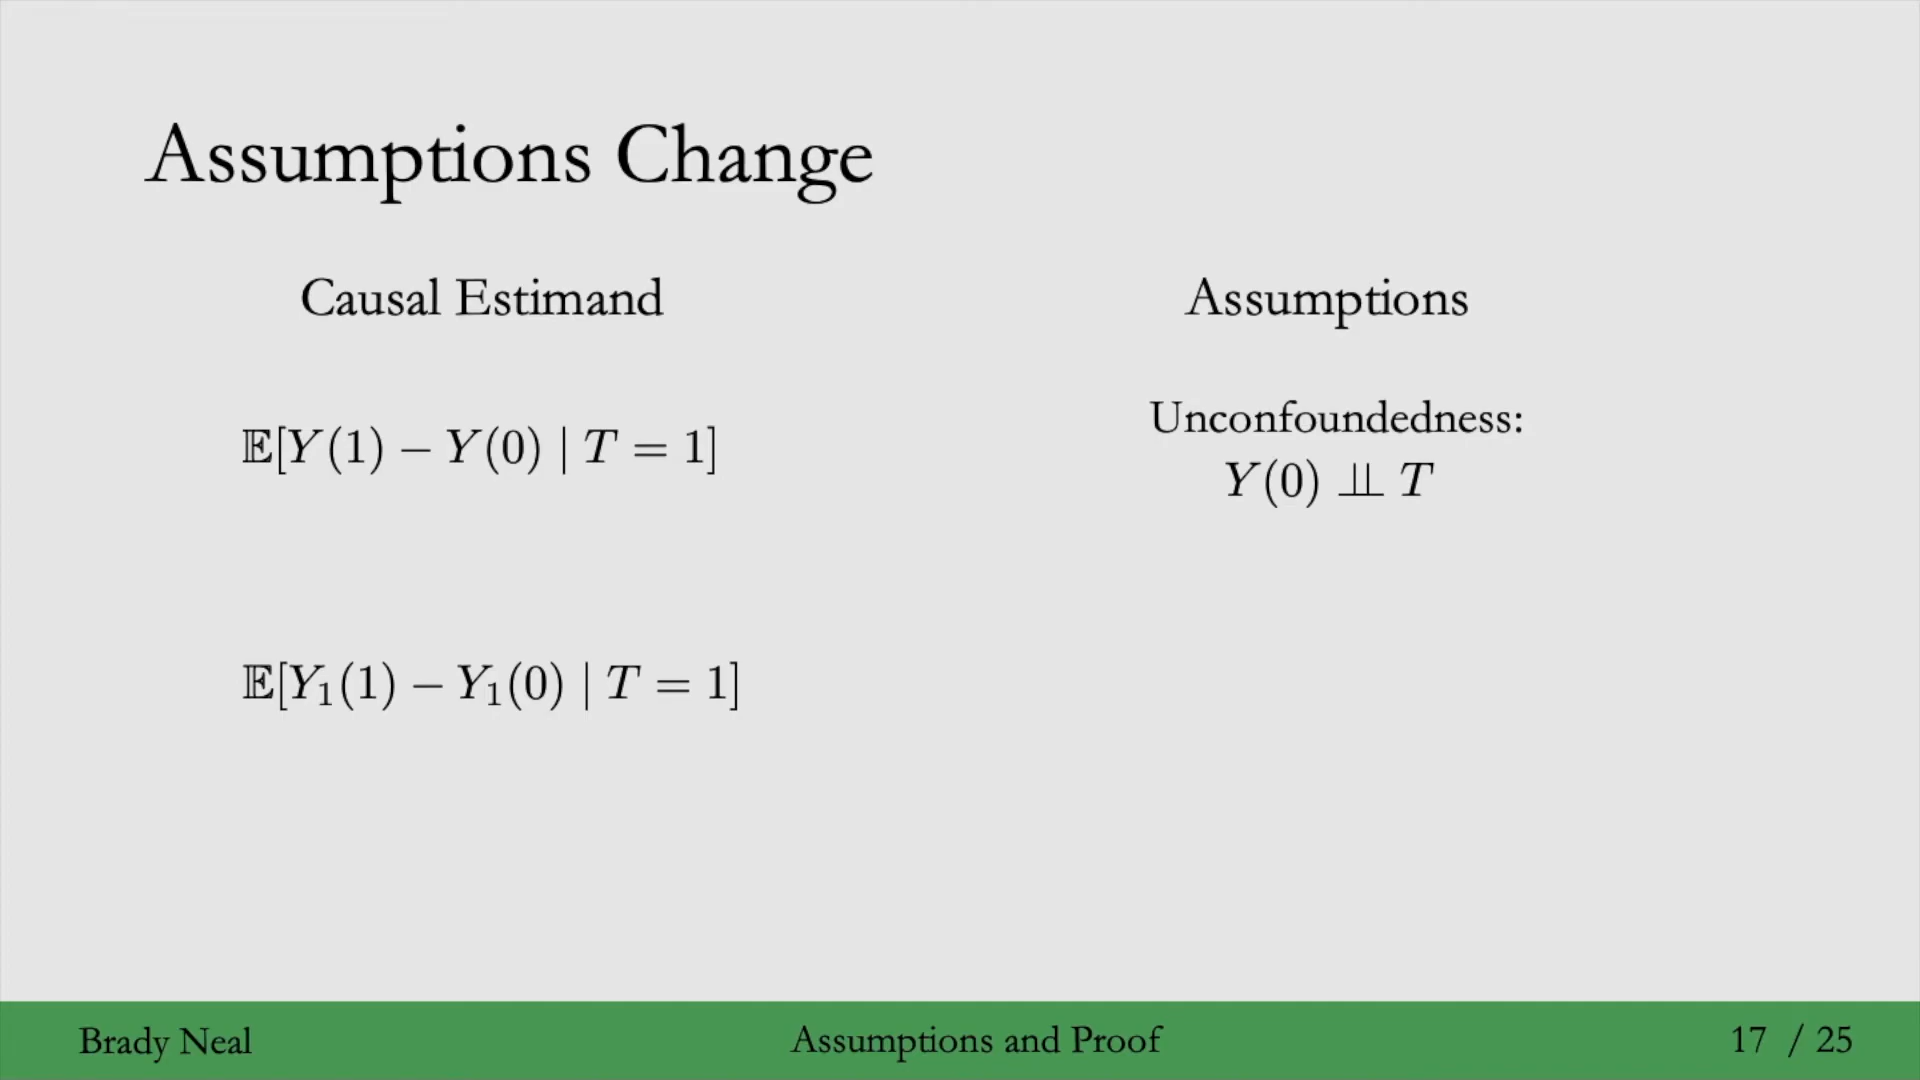 Assumptions Change
Causal Estimand
Assumptions
Unconfoundedness:
𝔼[Y(1) − Y(0) | T = 1]
Y(0) ⫫ T
𝔼[Y₁(1) − Y₁(0) | T = 1]
Brady Neal
Assumptions and Proof
17 / 25